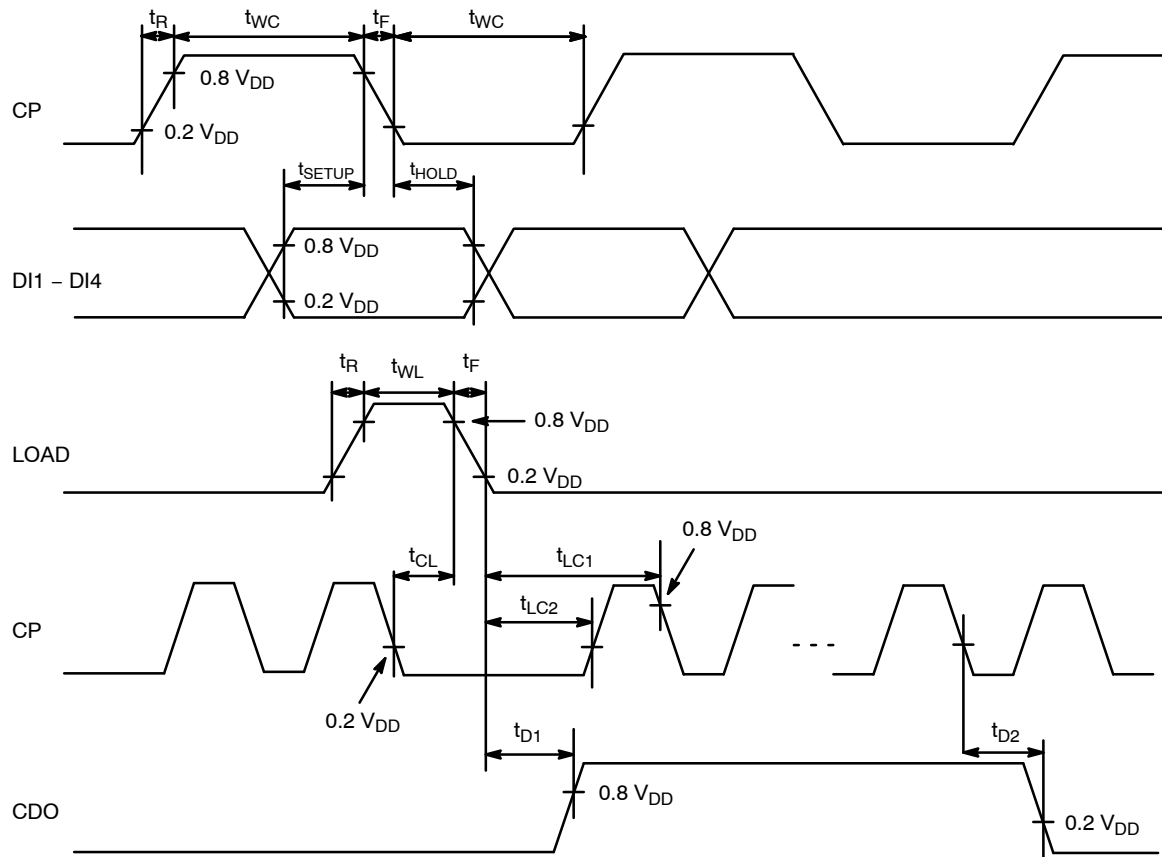 tR tWC tF tWC
0.8 VDD
CP
0.2 VDD
tSETUP tHOLD
0.8 VDD
DI1 – DI4
0.2 VDD
tR tWL tF
0.8 VDD
LOAD
0.2 VDD
0.8 VDD
tCL tLC1
tLC2
CP
0.2 VDD
tD1 tD2
0.8 VDD
CDO
0.2 VDD